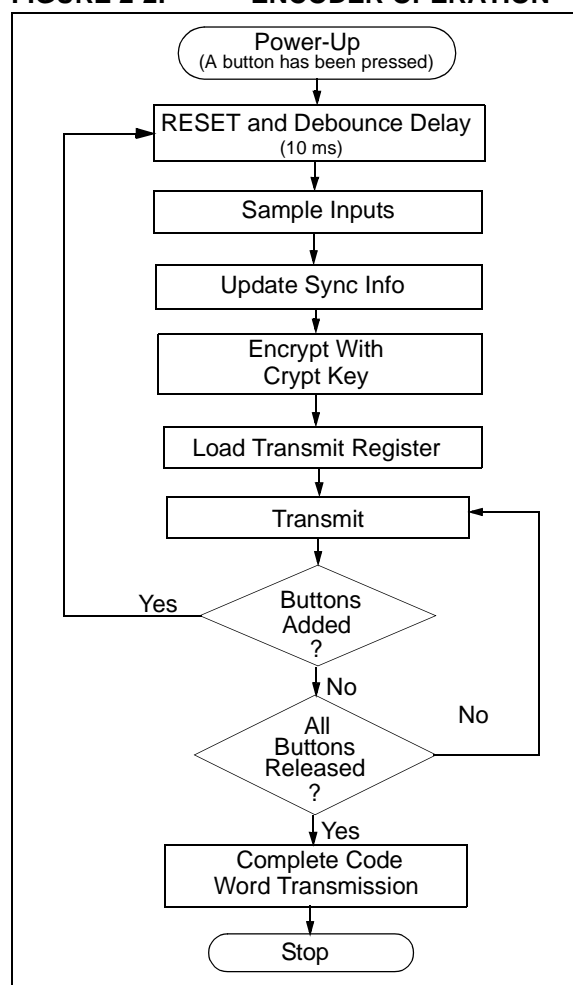 FIGURE 2-2: ENCODER OPERATION
Power-Up
(A button has been pressed)
RESET and Debounce Delay
(10 ms)
Sample Inputs
Update Sync Info
Encrypt With
Crypt Key
Load Transmit Register
Transmit
Yes
Buttons
Added
?
No
All
Buttons
Released
?
No
Yes
Complete Code
Word Transmission
Stop